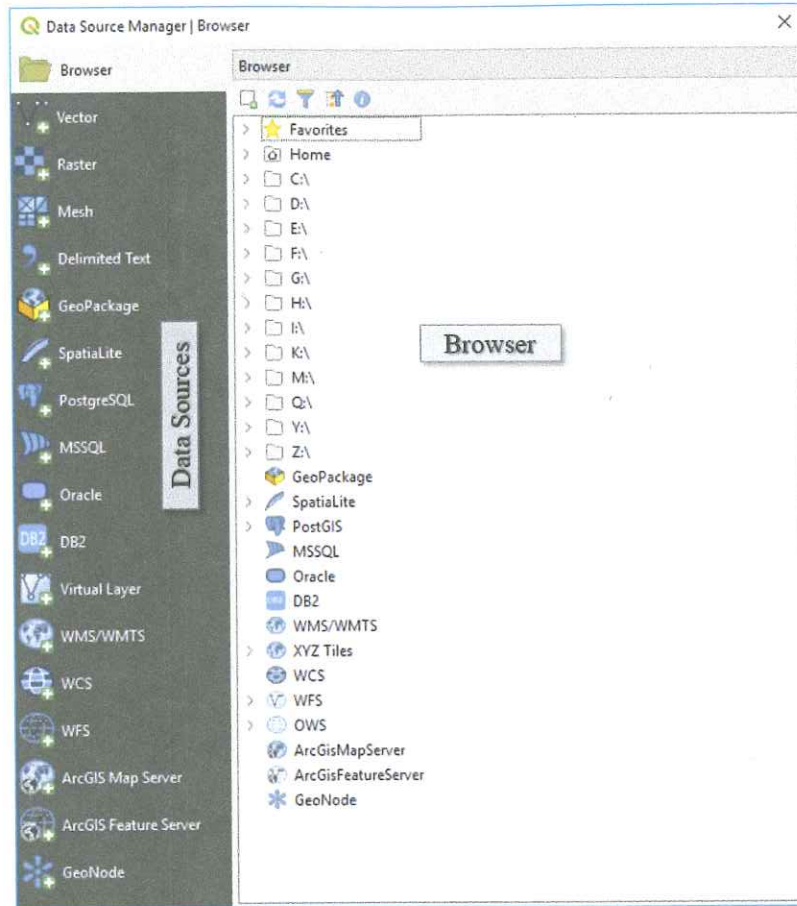 Data Source Manager | Browser
Browser
Vector
Raster
Mesh
Delimited Text
GeoPackage
SpatiaLite
PostgreSQL
MSSQL
Oracle
DB2
DB2
Virtual Layer
WMS/WMTS
WCS
WFS
ArcGIS Map Server
ArcGIS Feature Server
GeoNode
Data Sources
Browser
Favorites
Home
C:\
D:\
E:\
F:\
G:\
H:\
I:\
K:\
M:\
Q:\
Y:\
Z:\
GeoPackage
SpatiaLite
PostGIS
MSSQL
Oracle
DB2
DB2
WMS/WMTS
XYZ Tiles
WCS
WFS
OWS
ArcGisMapServer
ArcGisFeatureServer
GeoNode
Browser